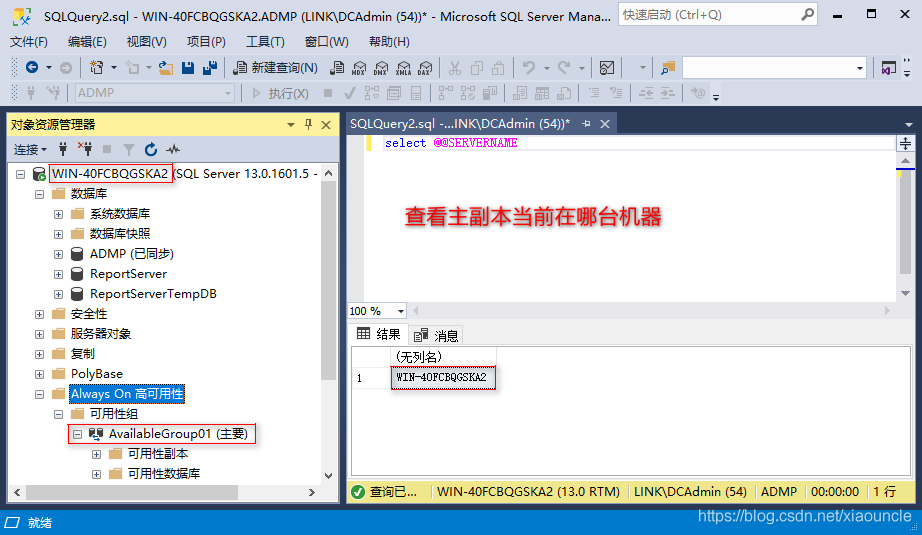 SQLQuery2.sql - WIN-40FCBQGSKA2.ADMP (LINK\DCAdmin (54))* - Microsoft SQL Server Mana...
快速启动 (Ctrl+Q)
文件(F) 编辑(E) 视图(V) 项目(P) 工具(T) 窗口(W) 帮助(H)
新建查询(N) MDX DMX XMLA DAX
ADMP 执行(X)
对象资源管理器
连接
WIN-40FCBQGSKA2 (SQL Server 13.0.1601.5 -
数据库
系统数据库
数据库快照
ADMP (已同步)
ReportServer
ReportServerTempDB
安全性
服务器对象
复制
PolyBase
Always On 高可用性
可用性组
AvailableGroup01 (主要)
可用性副本
可用性数据库
SQLQuery2.sql -...INK\DCAdmin (54))*
select @@SERVERNAME
查看主副本当前在哪台机器
100 %
结果 消息
(无列名)
1 WIN-40FCBQGSKA2
查询已... WIN-40FCBQGSKA2 (13.0 RTM) LINK\DCAdmin (54) ADMP 00:00:00 1 行
就绪
https://blog.csdn.net/xiaouncle